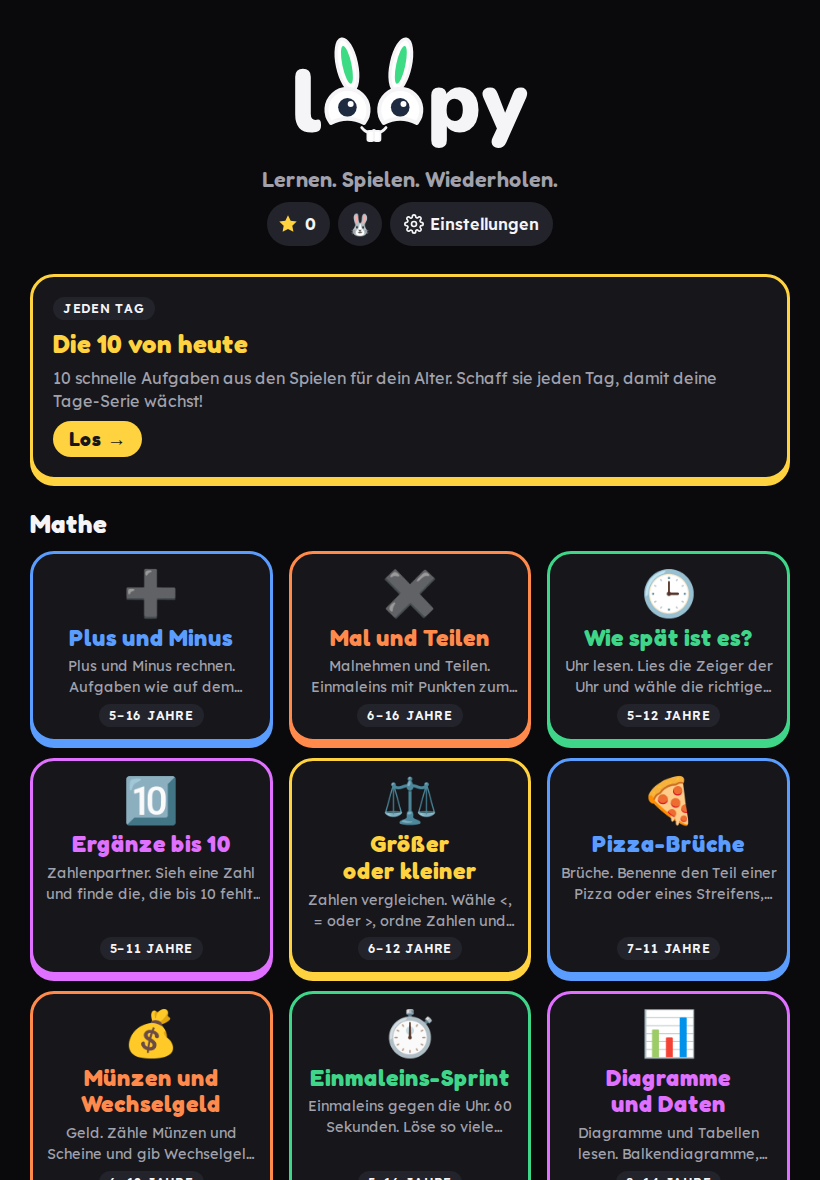 loopy
Lernen. Spielen. Wiederholen.
0
Einstellungen
JEDEN TAG
Die 10 von heute
10 schnelle Aufgaben aus den Spielen für dein Alter. Schaff sie jeden Tag, damit deine
Tage-Serie wächst!
Los →
Mathe
Plus und Minus
Plus und Minus rechnen.
Aufgaben wie auf dem…
5–16 JAHRE
Mal und Teilen
Malnehmen und Teilen.
Einmaleins mit Punkten zum…
6–16 JAHRE
Wie spät ist es?
Uhr lesen. Lies die Zeiger der
Uhr und wähle die richtige…
5–12 JAHRE
10
Ergänze bis 10
Zahlenpartner. Sieh eine Zahl
und finde die, die bis 10 fehlt…
5–11 JAHRE
Größer
oder kleiner
Zahlen vergleichen. Wähle <,
= oder >, ordne Zahlen und…
6–12 JAHRE
Pizza-Brüche
Brüche. Benenne den Teil einer
Pizza oder eines Streifens,…
7–11 JAHRE
Münzen und
Wechselgeld
Geld. Zähle Münzen und
Scheine und gib Wechselgel…
Einmaleins-Sprint
Einmaleins gegen die Uhr. 60
Sekunden. Löse so viele…
Diagramme
und Daten
Diagramme und Tabellen
lesen. Balkendiagramme,…